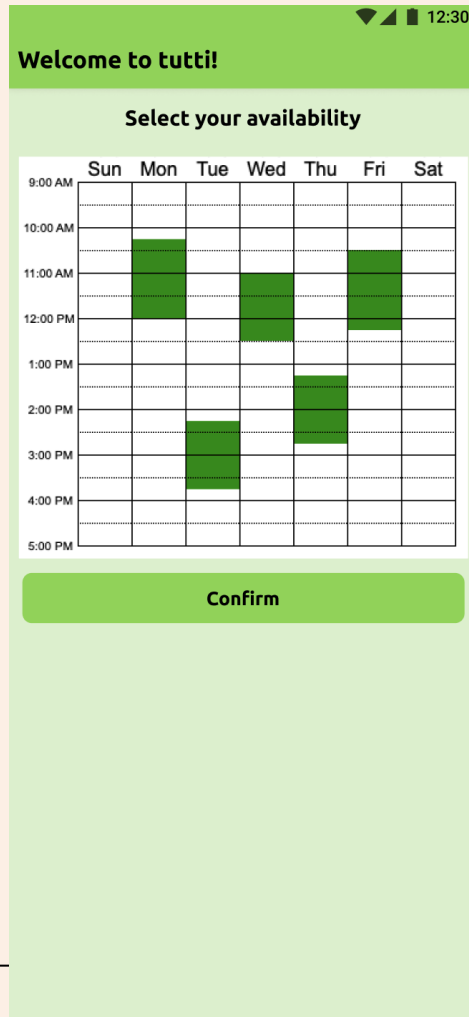 12:30
Welcome to tutti!
Select your availability
Sun Mon Tue Wed Thu Fri Sat
9:00 AM
10:00 AM
11:00 AM
12:00 PM
1:00 PM
2:00 PM
3:00 PM
4:00 PM
5:00 PM
Confirm